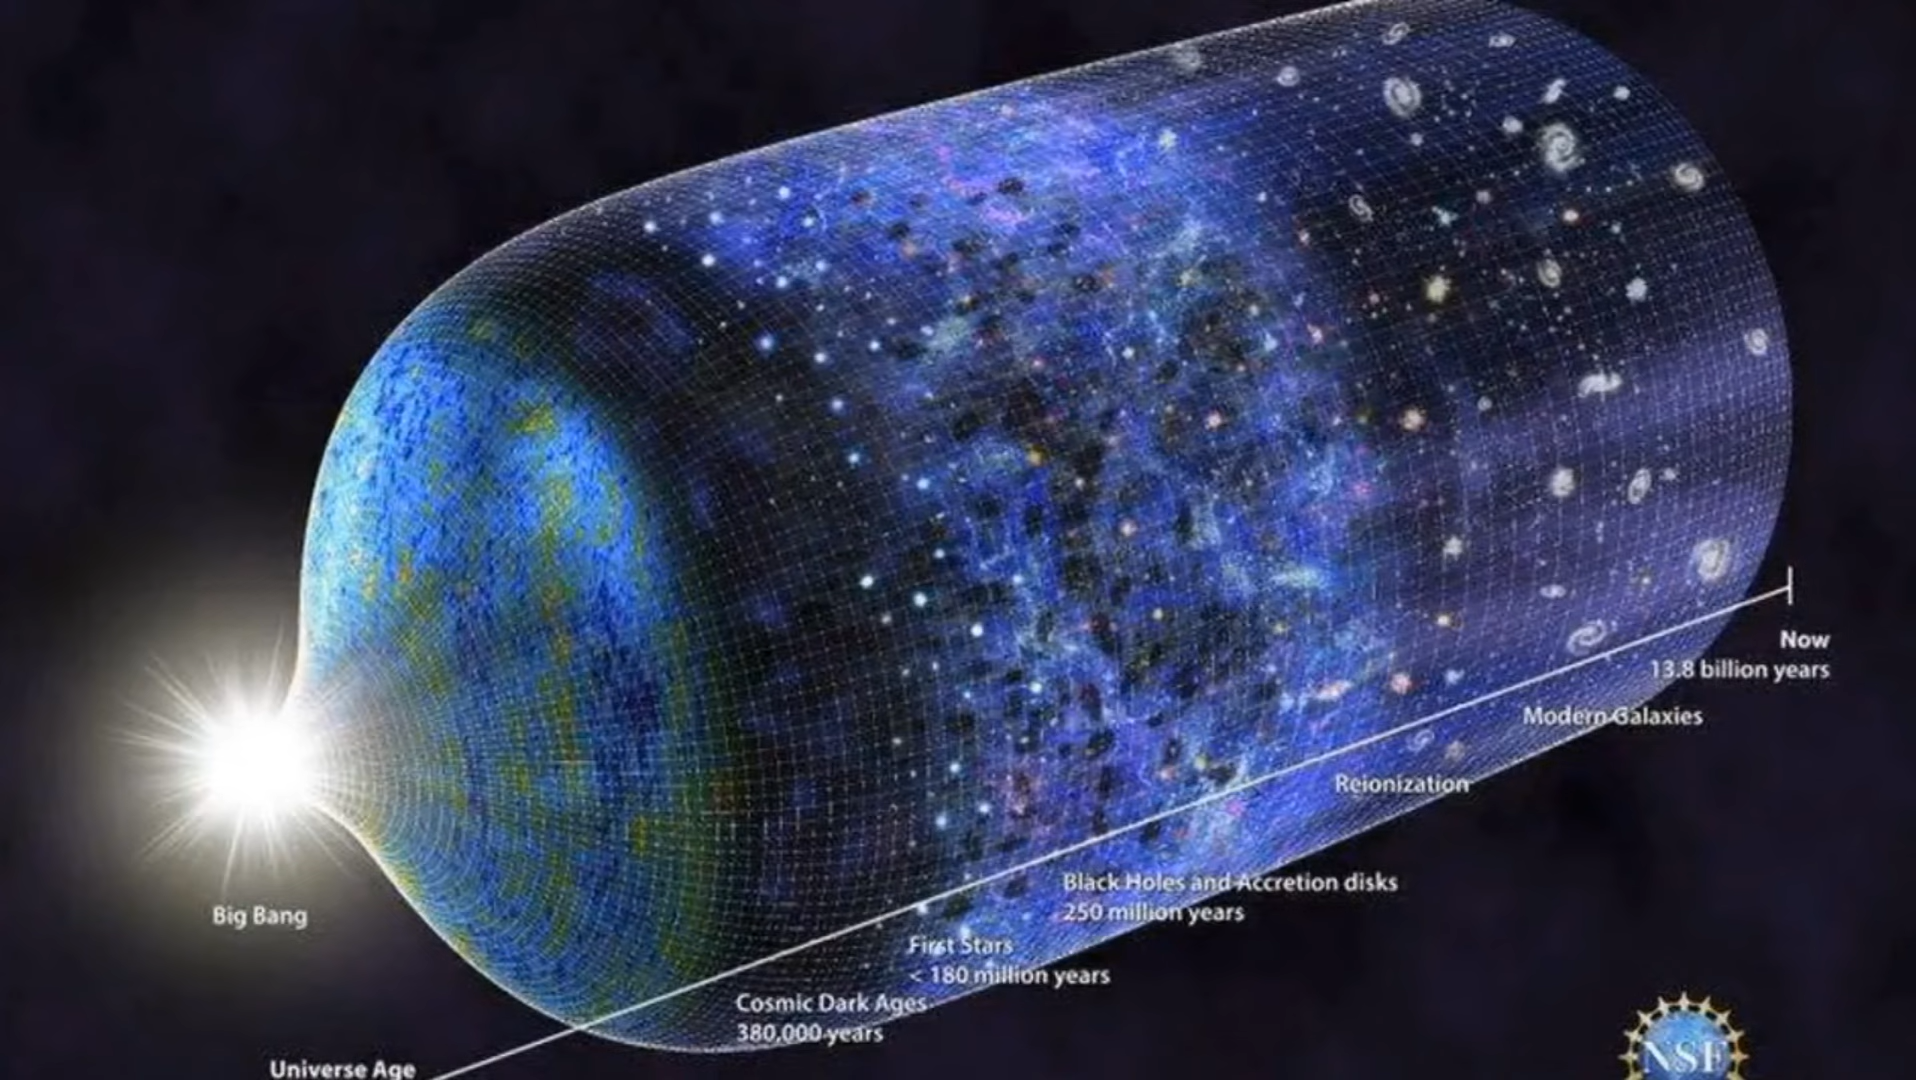 Big Bang
Universe Age
Cosmic Dark Ages
380,000 years
First Stars
< 180 million years
Black Holes and Accretion disks
250 million years
Reionization
Modern Galaxies
Now
13.8 billion years
NSF